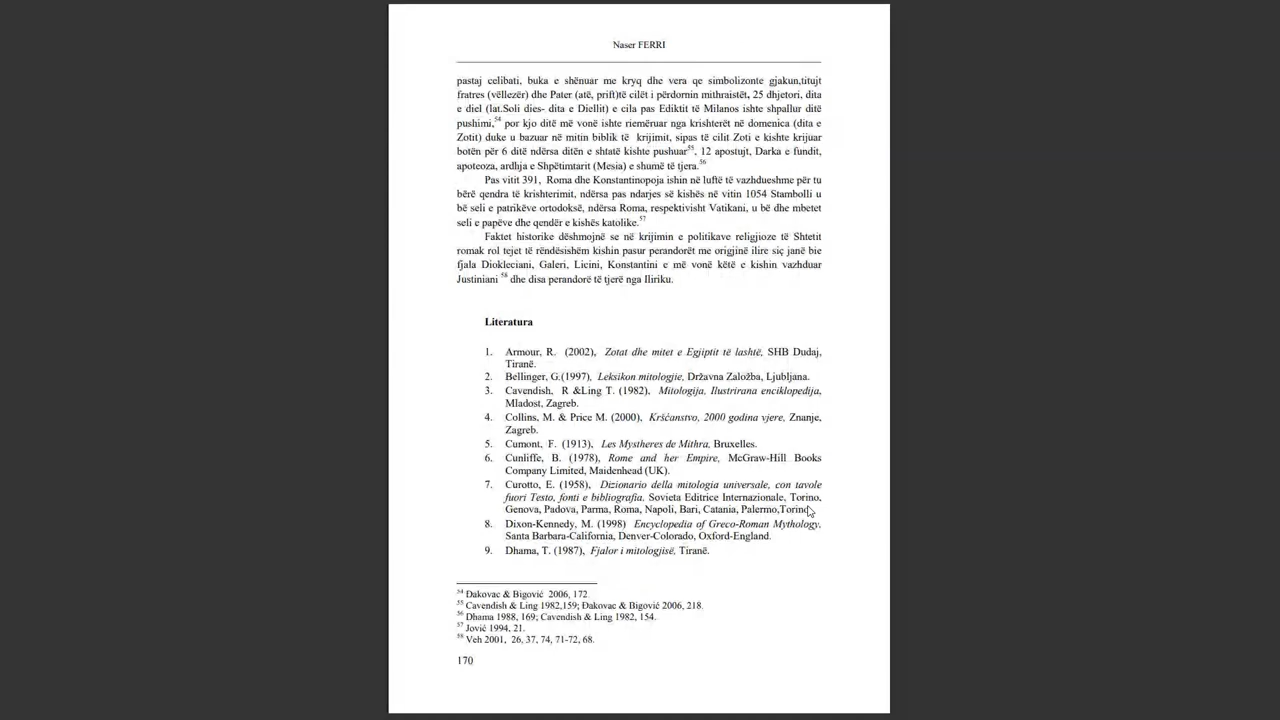 Naser FERRI
pastaj celibati, buka e shënuar me kryq dhe vera qe simbolizonte gjakun,titujt
fratres (vëllezër) dhe Pater (atë, prift)të cilët i përdornin mithraistët, 25 dhjetori, dita
e diel (lat.Soli dies- dita e Diellit) e cila pas Ediktit të Milanos ishte shpallur ditë
pushimi,54 por kjo ditë më vonë ishte riemëruar nga krishterët në domenica (dita e
Zotit) duke u bazuar në mitin biblik të krijimit, sipas të cilit Zoti e kishte krijuar
botën për 6 ditë ndërsa ditën e shtatë kishte pushuar55, 12 apostujt, Darka e fundit,
apoteoza, ardhja e Shpëtimtarit (Mesia) e shumë të tjera.56
Pas vitit 391, Roma dhe Konstantinopoja ishin në luftë të vazhdueshme për tu
bërë qendra të krishterimit, ndërsa pas ndarjes së kishës në vitin 1054 Stambolli u
bë seli e patrikëve ortodoksë, ndërsa Roma, respektivisht Vatikani, u bë dhe mbetet
seli e papëve dhe qendër e kishës katolike.57
Faktet historike dëshmojnë se në krijimin e politikave religjioze të Shtetit
romak rol tejet të rëndësishëm kishin pasur perandorët me origjinë ilire siç janë bie
fjala Diokleciani, Galeri, Licini, Konstantini e më vonë këtë e kishin vazhduar
Justiniani 58 dhe disa perandorë të tjerë nga Iliriku.
Literatura
1. Armour, R. (2002), Zotat dhe mitet e Egjiptit të lashtë, SHB Dudaj,
Tiranë.
2. Bellinger, G.(1997), Leksikon mitologjie, Državna Založba, Ljubljana.
3. Cavendish, R &Ling T. (1982), Mitologija, Ilustrirana enciklopedija,
Mladost, Zagreb.
4. Collins, M. & Price M. (2000), Kršćanstvo, 2000 godina vjere, Znanje,
Zagreb.
5. Cumont, F. (1913), Les Mystheres de Mithra, Bruxelles.
6. Cunliffe, B. (1978), Rome and her Empire, McGraw-Hill Books
Company Limited, Maidenhead (UK).
7. Curotto, E. (1958), Dizionario della mitologia universale, con tavole
fuori Testo, fonti e bibliografia. Sovieta Editrice Internazionale, Torino,
Genova, Padova, Parma, Roma, Napoli, Bari, Catania, Palermo,Torino.
8. Dixon-Kennedy, M. (1998) Encyclopedia of Greco-Roman Mythology,
Santa Barbara-California, Denver-Colorado, Oxford-England.
9. Dhama, T. (1987), Fjalor i mitologjisë, Tiranë.
54 Đakovac & Bigović 2006, 172.
55 Cavendish & Ling 1982,159; Đakovac & Bigović 2006, 218.
56 Dhama 1988, 169; Cavendish & Ling 1982, 154.
57 Jović 1994, 21.
58 Veh 2001, 26, 37, 74, 71-72, 68.
170